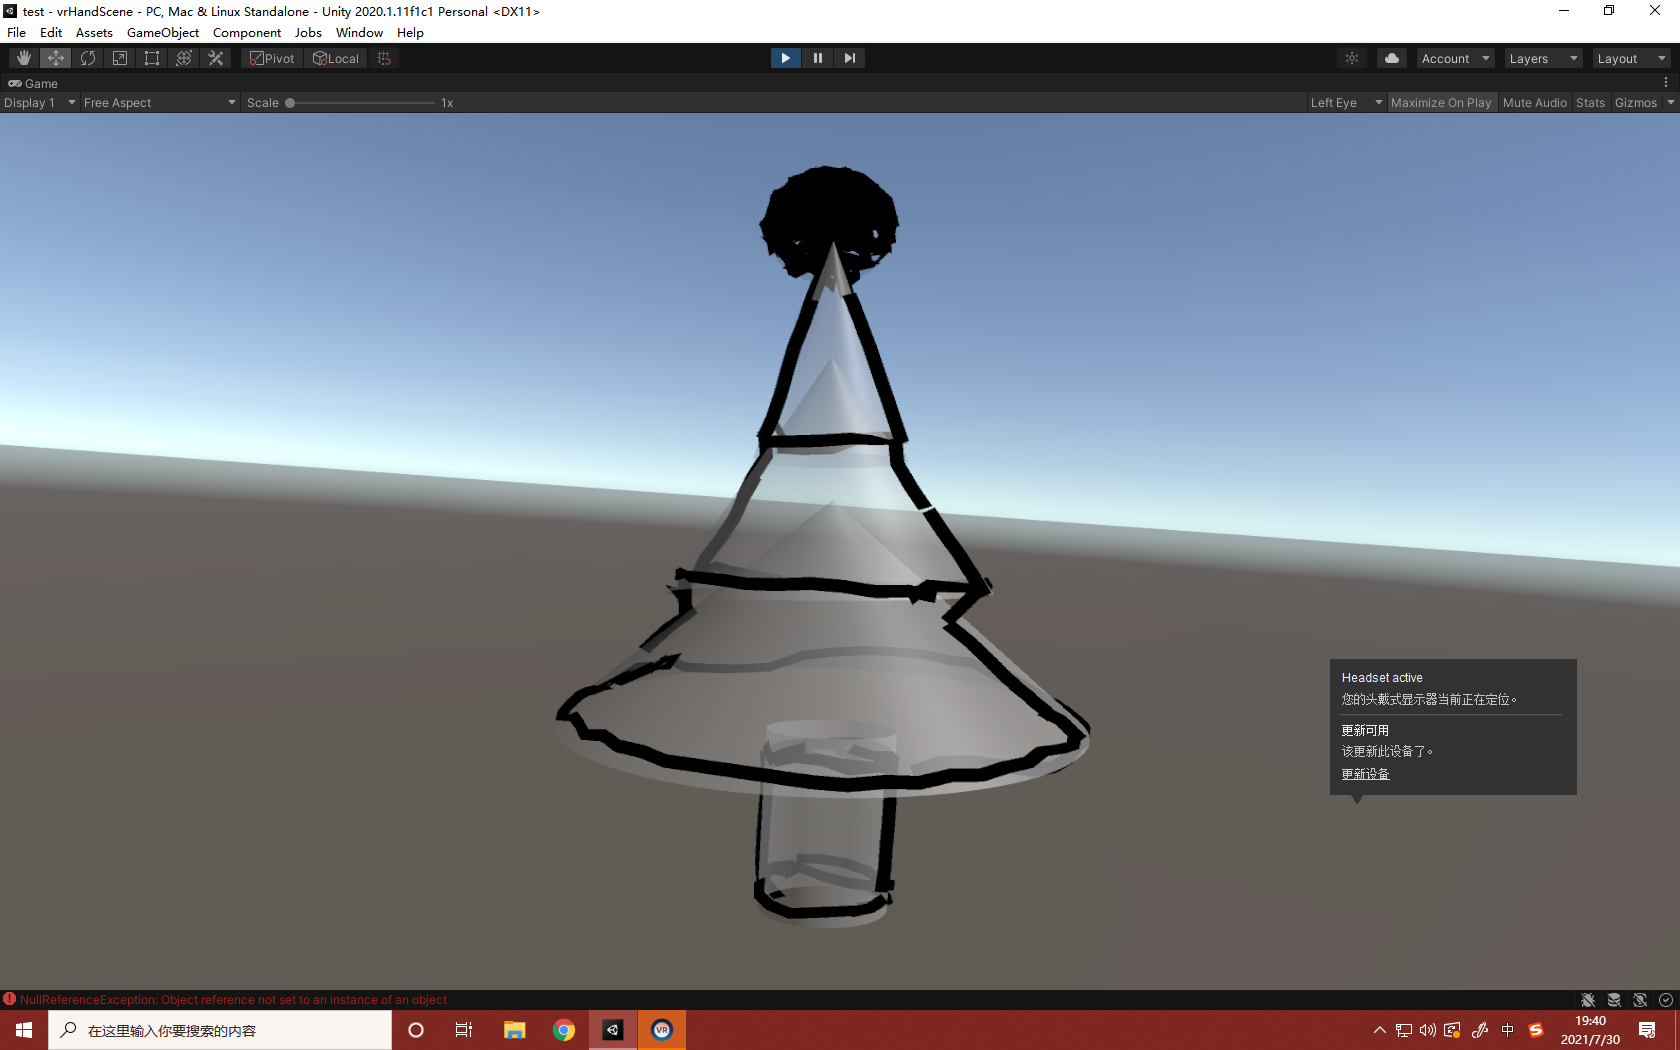 test - vrHandScene - PC, Mac & Linux Standalone - Unity 2020.1.11f1c1 Personal <DX11>
File Edit Assets GameObject Component Jobs Window Help
Pivot Local Account Layers Layout
Game
Display 1 Free Aspect Scale 1x Left Eye Maximize On Play Mute Audio Stats Gizmos
Headset active
您的头戴式显示器当前正在定位。
更新可用
该更新此设备了。
更新设备
NullReferenceException: Object reference not set to an instance of an object
在这里输入你要搜索的内容
VR
中
19:40
2021/7/30